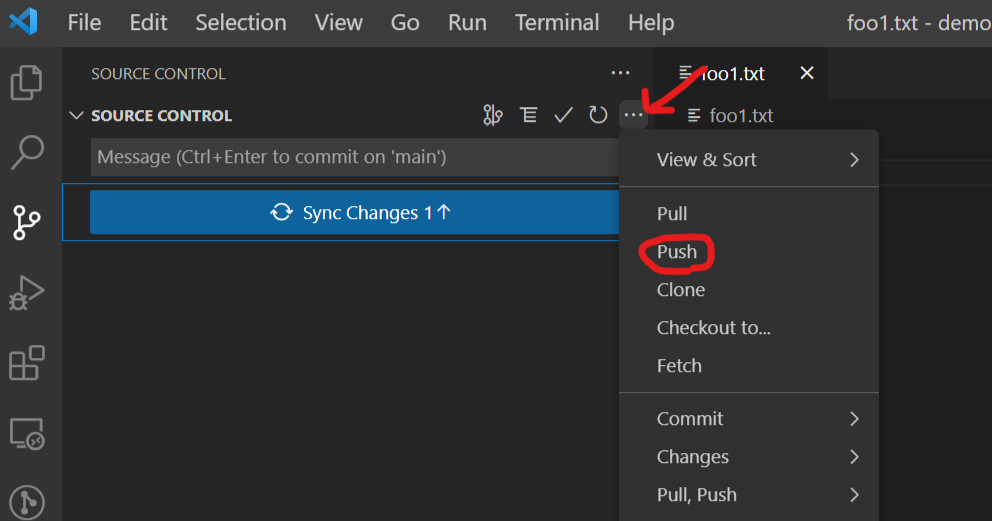 File Edit Selection View Go Run Terminal Help foo1.txt - demo
SOURCE CONTROL
foo1.txt
SOURCE CONTROL
foo1.txt
Message (Ctrl+Enter to commit on 'main')
Sync Changes 1↑
View & Sort
Pull
Push
Clone
Checkout to...
Fetch
Commit
Changes
Pull, Push